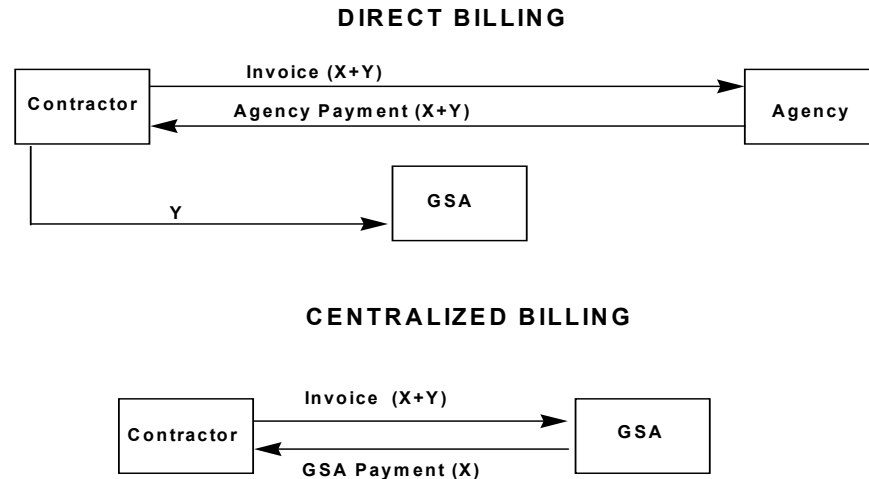 DIRECT BILLING
Invoice (X+Y)
Contractor
Agency Payment (X+Y)
Agency
GSA
Y
CENTRALIZED BILLING
Invoice (X+Y)
Contractor
GSA
GSA Payment (X)